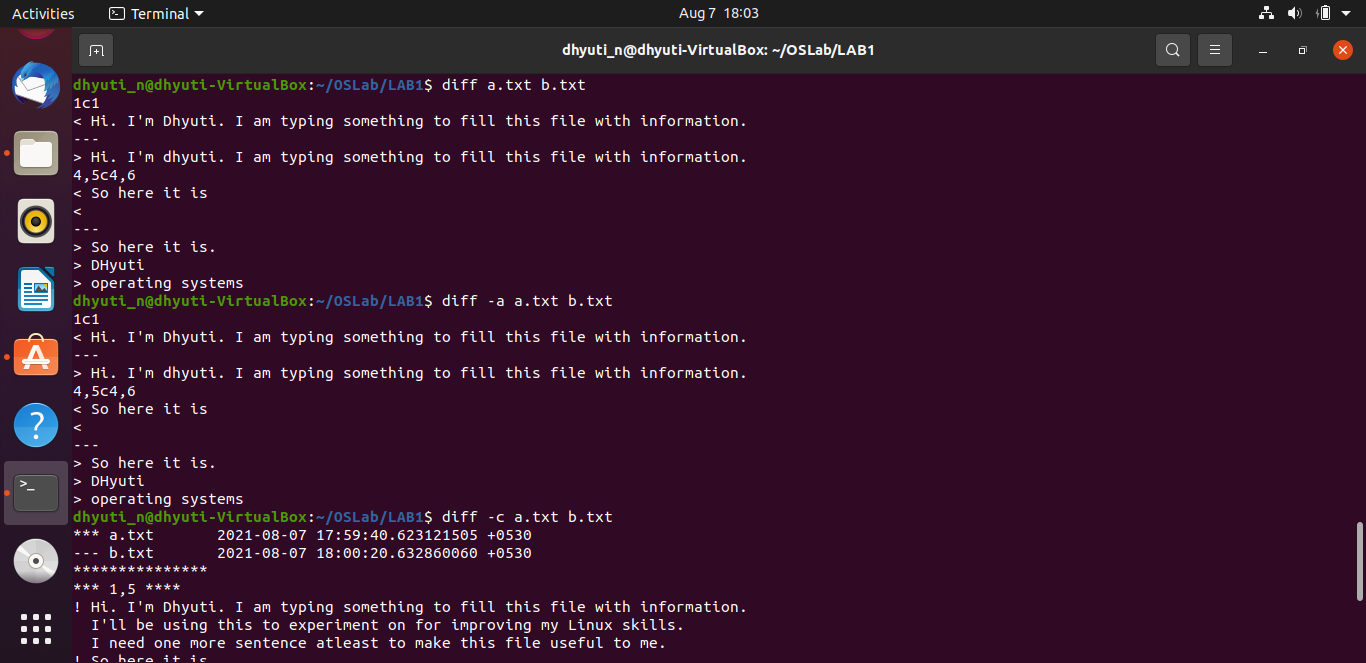 Activities Terminal Aug 7 18:03
dhyuti_n@dhyuti-VirtualBox: ~/OSLab/LAB1
dhyuti_n@dhyuti-VirtualBox:~/OSLab/LAB1$ diff a.txt b.txt
1c1
< Hi. I'm Dhyuti. I am typing something to fill this file with information.
---
> Hi. I'm dhyuti. I am typing something to fill this file with information.
4,5c4,6
< So here it is
<
---
> So here it is.
> DHyuti
> operating systems
dhyuti_n@dhyuti-VirtualBox:~/OSLab/LAB1$ diff -a a.txt b.txt
1c1
< Hi. I'm Dhyuti. I am typing something to fill this file with information.
---
> Hi. I'm dhyuti. I am typing something to fill this file with information.
4,5c4,6
< So here it is
<
---
> So here it is.
> DHyuti
> operating systems
dhyuti_n@dhyuti-VirtualBox:~/OSLab/LAB1$ diff -c a.txt b.txt
*** a.txt       2021-08-07 17:59:40.623121505 +0530
--- b.txt       2021-08-07 18:00:20.632860060 +0530
***************
*** 1,5 ****
! Hi. I'm Dhyuti. I am typing something to fill this file with information.
  I'll be using this to experiment on for improving my Linux skills.
  I need one more sentence atleast to make this file useful to me.
! So here it is